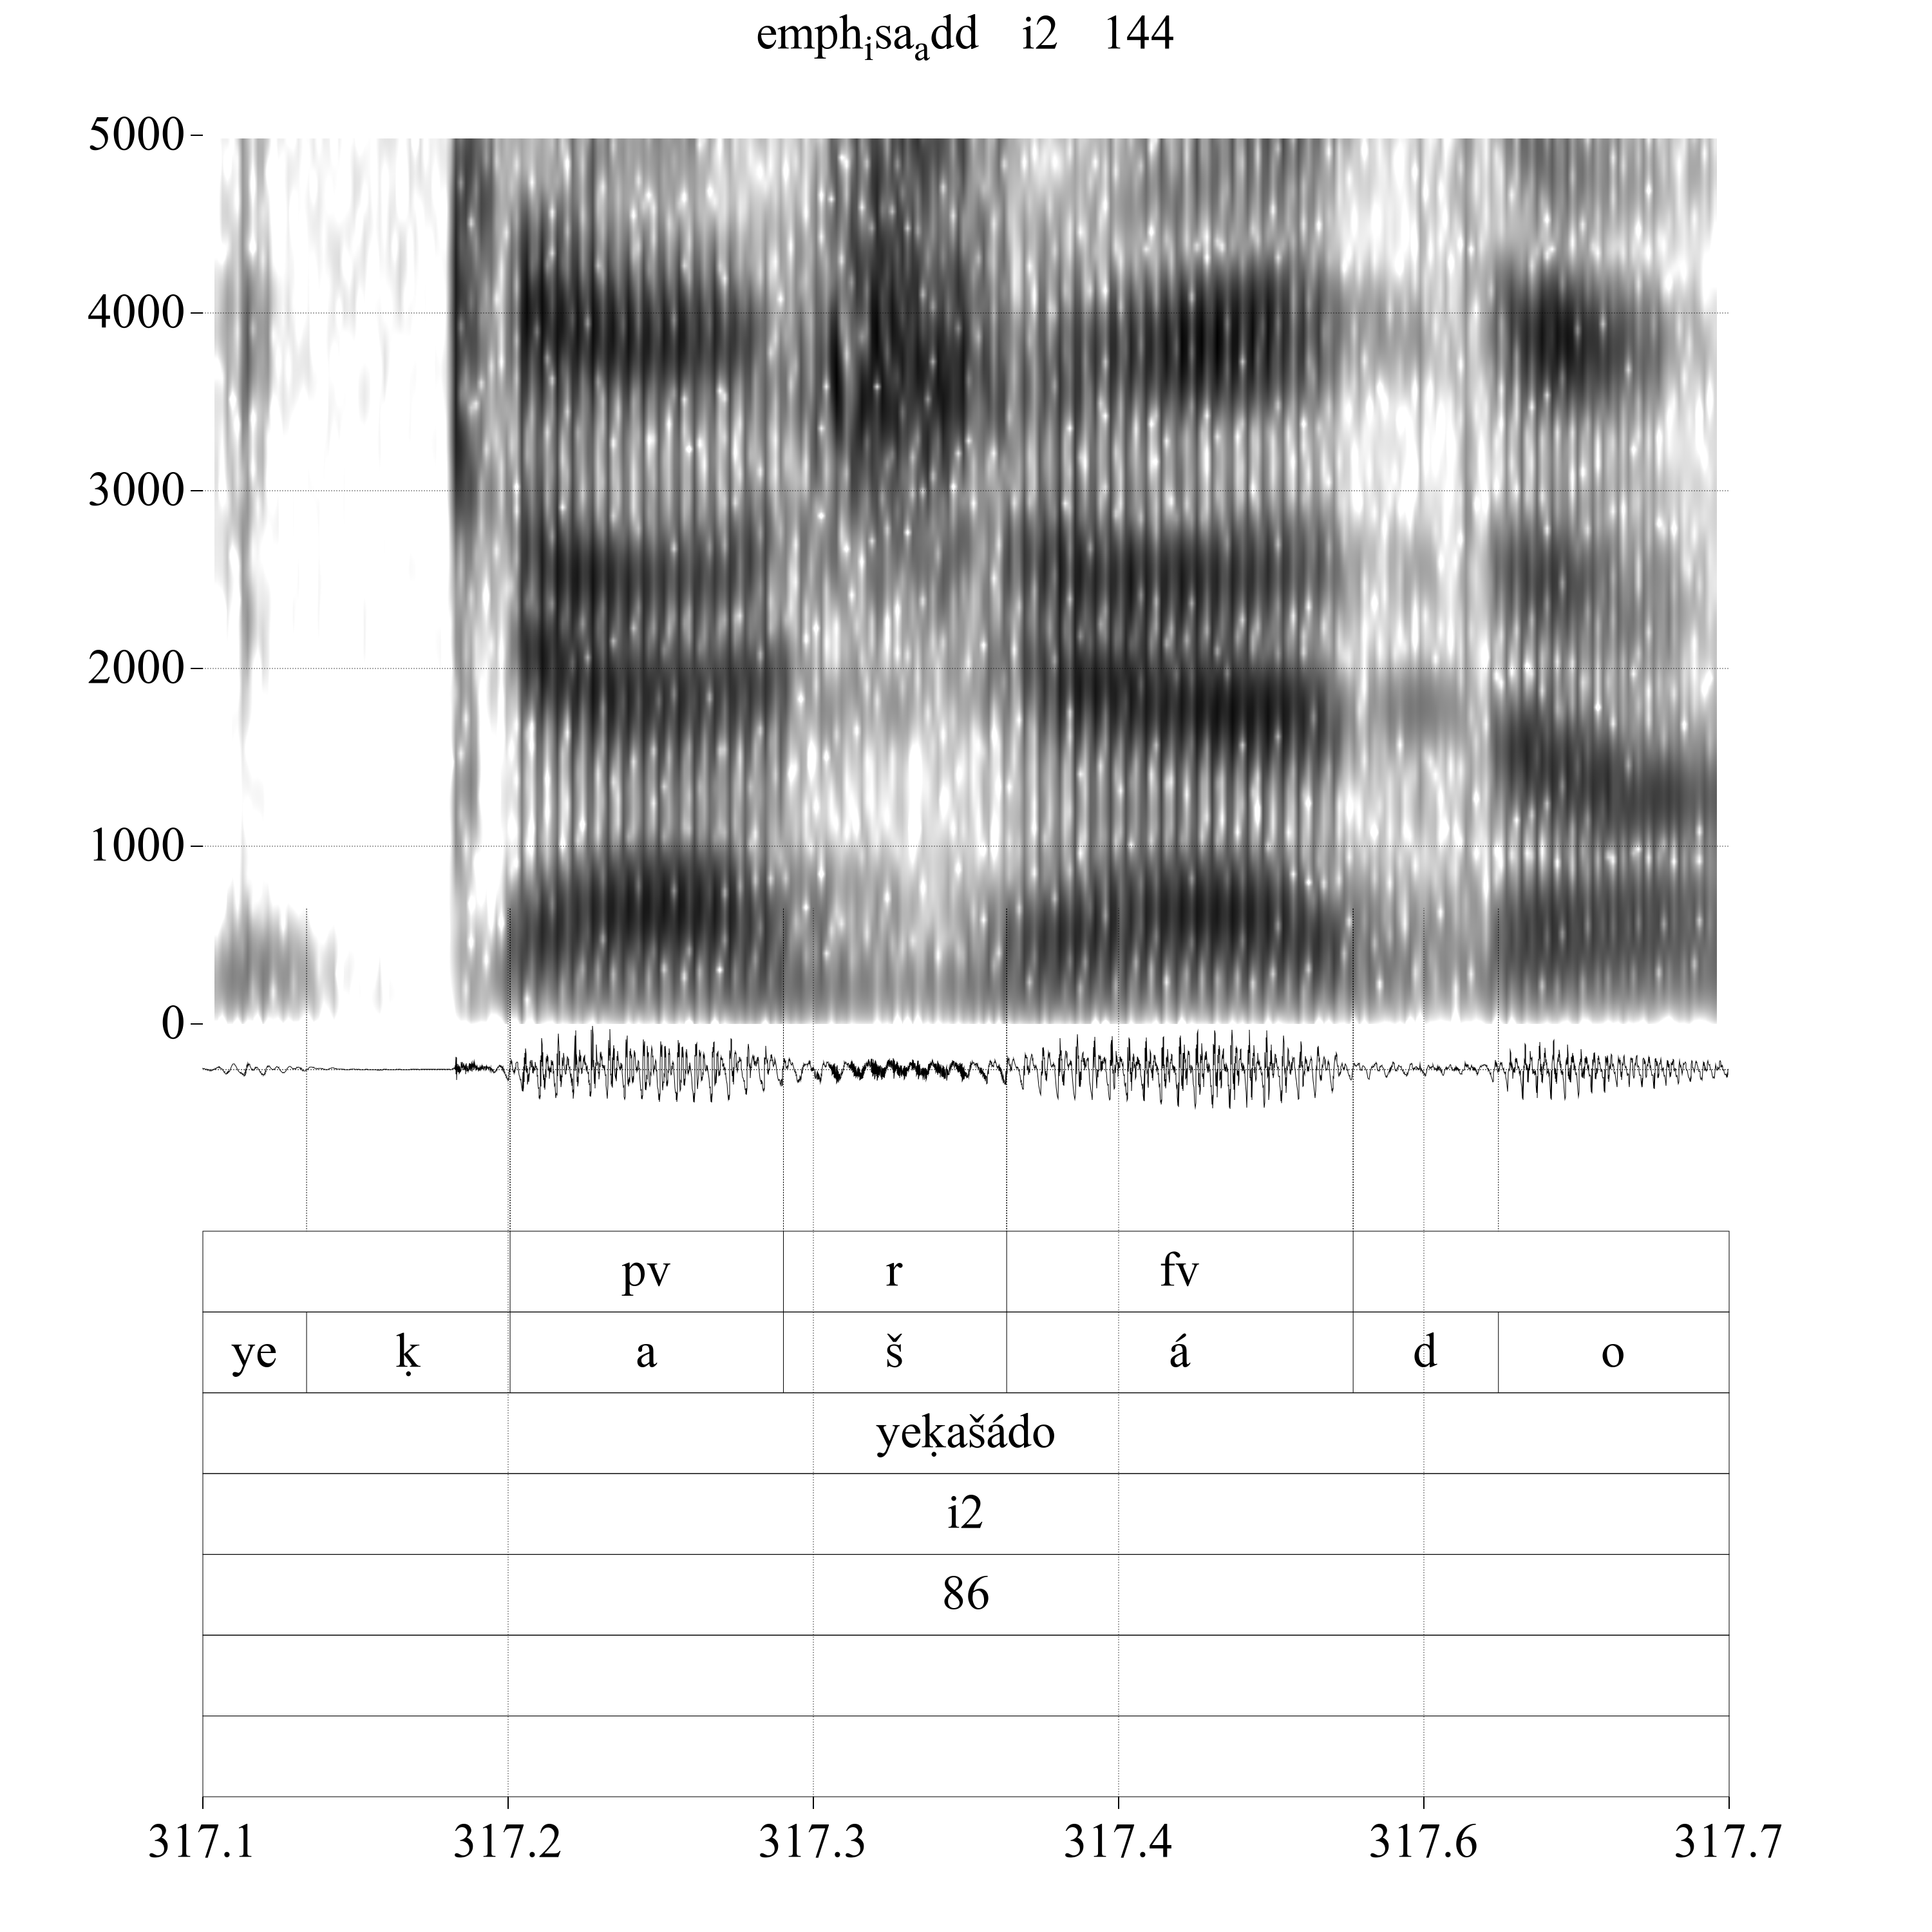 emphisaadd i2 144
5000
4000
3000
2000
1000
0
pv r fv
ye ḳ a š á d o
yeḳašádo
i2
86
317.1 317.2 317.3 317.4 317.6 317.7